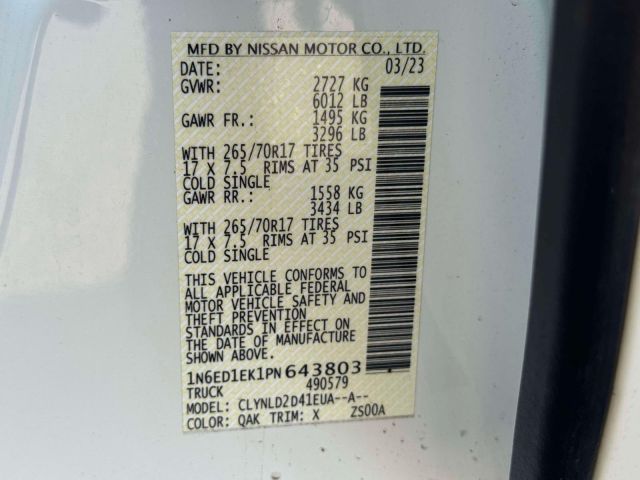 MFD BY NISSAN MOTOR CO., LTD.
DATE: 03/23
GVWR: 2727 KG
6012 LB
GAWR FR.: 1495 KG
3296 LB
WITH 265/70R17 TIRES
17 X 7.5 RIMS AT 35 PSI
COLD SINGLE
GAWR RR.: 1558 KG
3434 LB
WITH 265/70R17 TIRES
17 X 7.5 RIMS AT 35 PSI
COLD SINGLE
THIS VEHICLE CONFORMS TO
ALL APPLICABLE FEDERAL
MOTOR VEHICLE SAFETY AND
THEFT PREVENTION
STANDARDS IN EFFECT ON
THE DATE OF MANUFACTURE
SHOWN ABOVE.
1N6ED1EK1PN643803
490579
TRUCK
MODEL: CLYNLD2D41EUA--A--
COLOR: QAK TRIM: X ZS00A